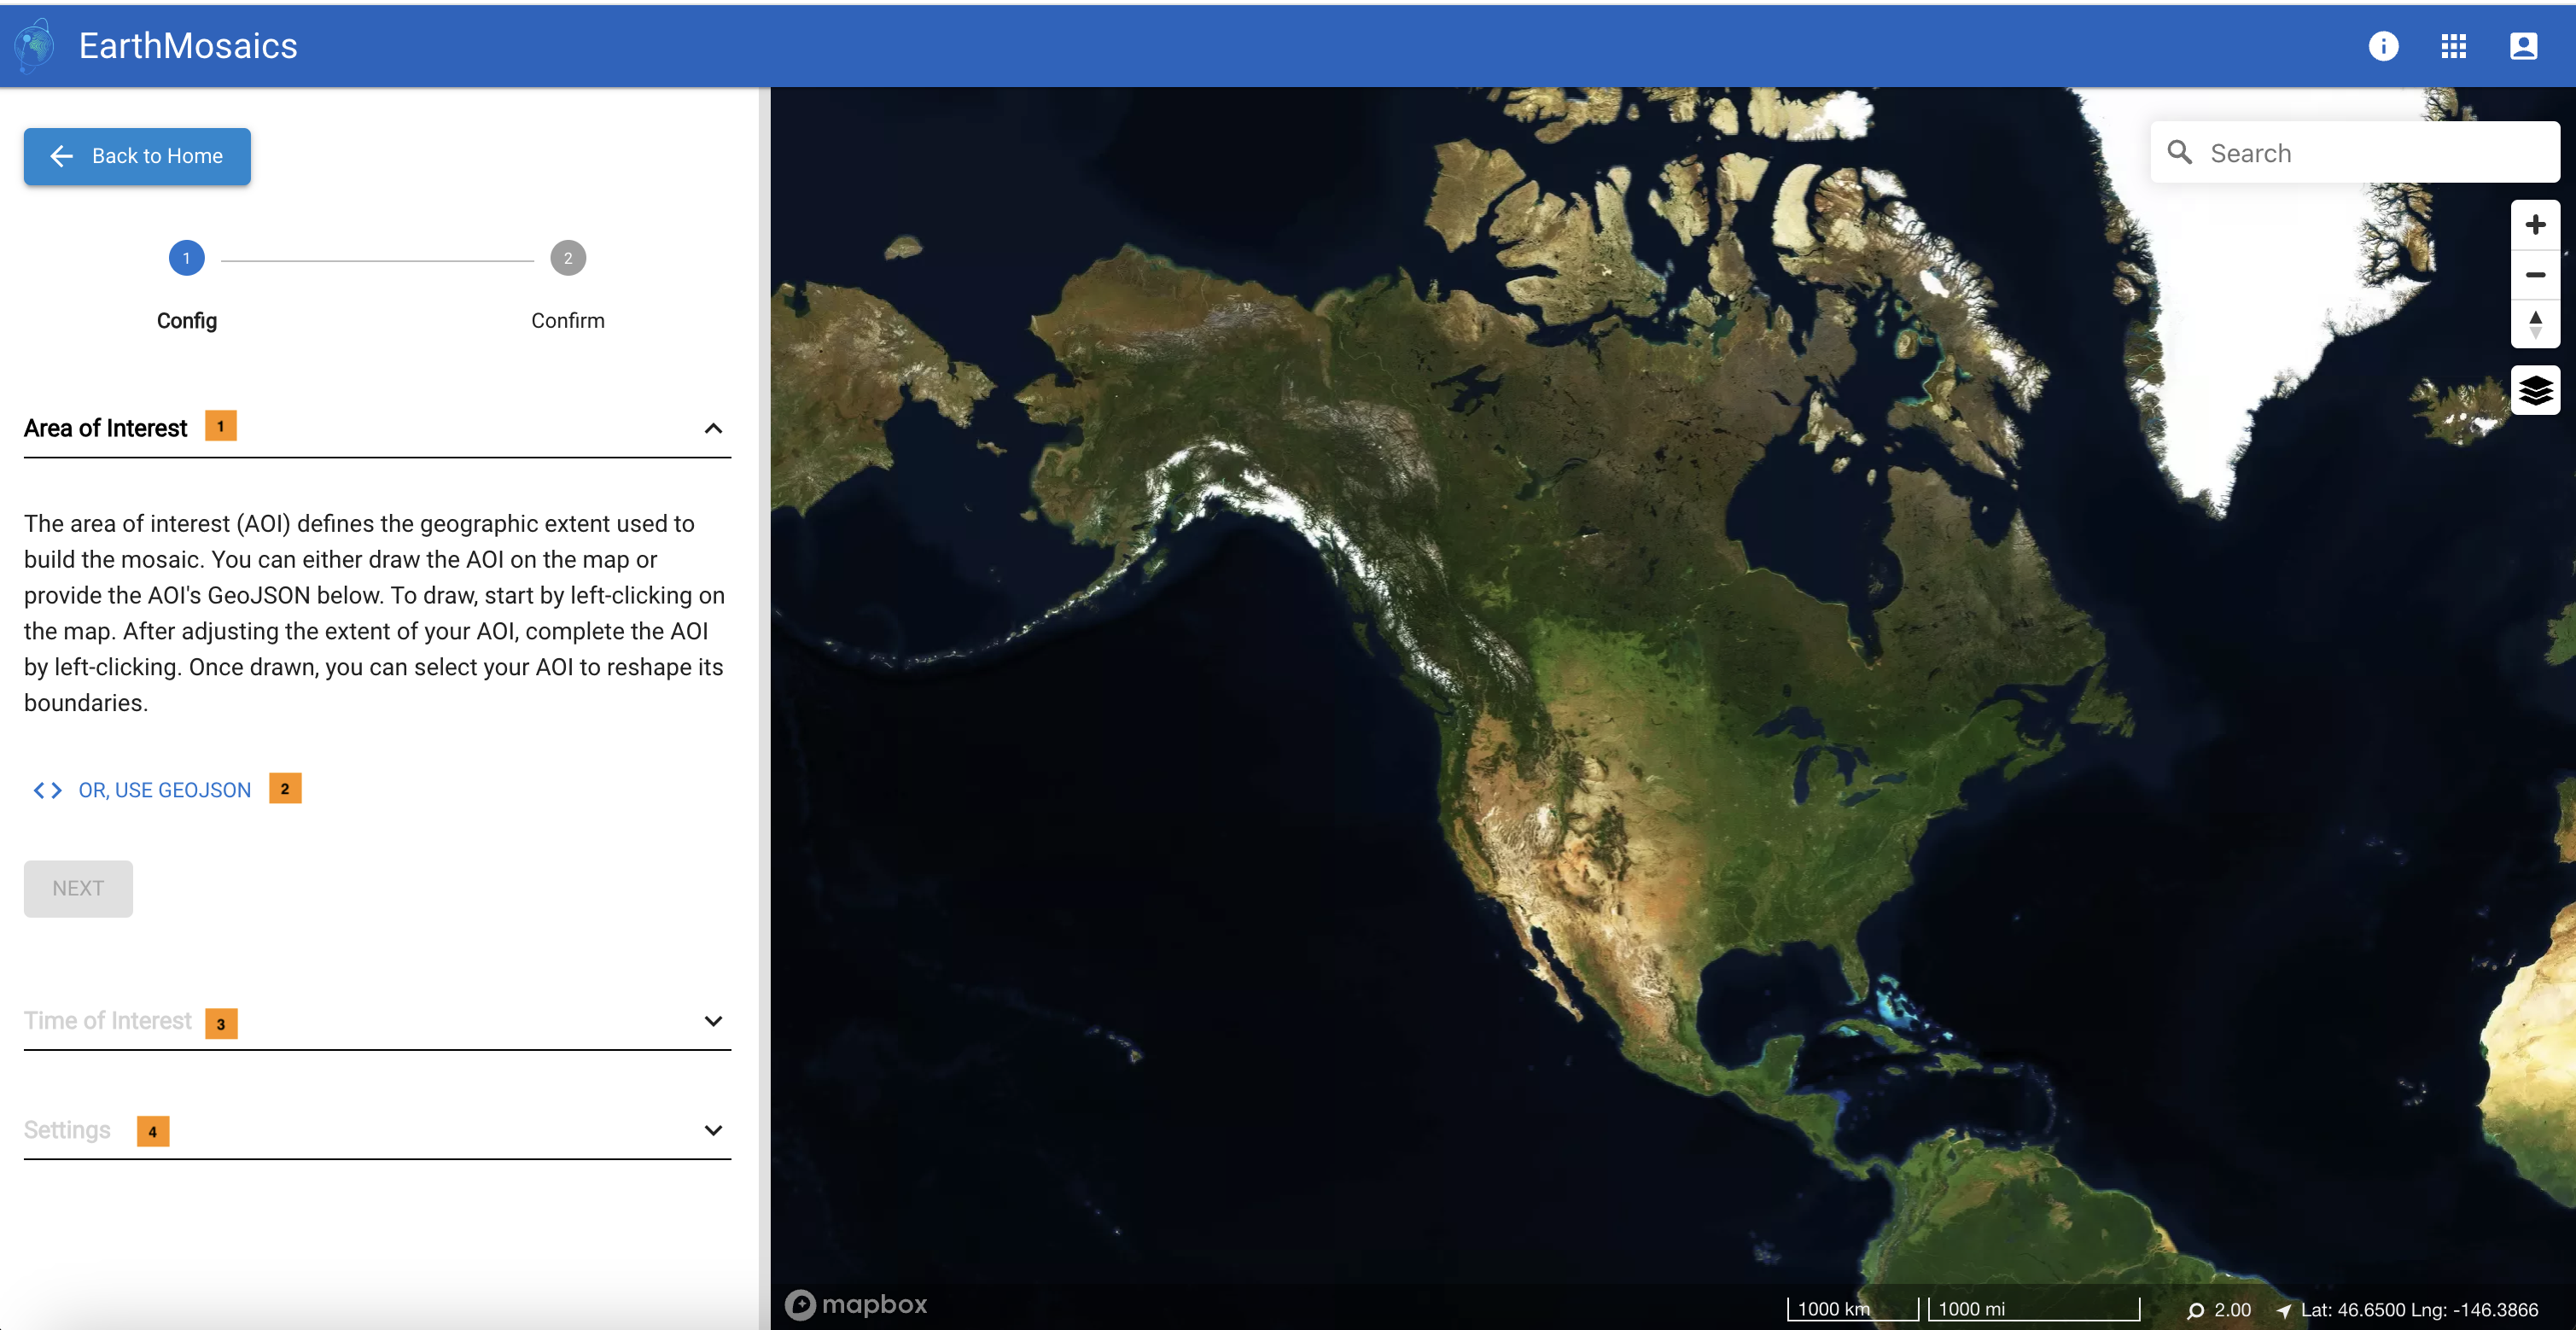 EarthMosaics
Back to Home
1
2
Config
Confirm
Area of Interest 1
The area of interest (AOI) defines the geographic extent used to
build the mosaic. You can either draw the AOI on the map or
provide the AOI's GeoJSON below. To draw, start by left-clicking on
the map. After adjusting the extent of your AOI, complete the AOI
by left-clicking. Once drawn, you can select your AOI to reshape its
boundaries.
OR, USE GEOJSON 2
NEXT
Time of Interest 3
Settings 4
Search
mapbox
1000 km
1000 mi
2.00
Lat: 46.6500 Lng: -146.3866